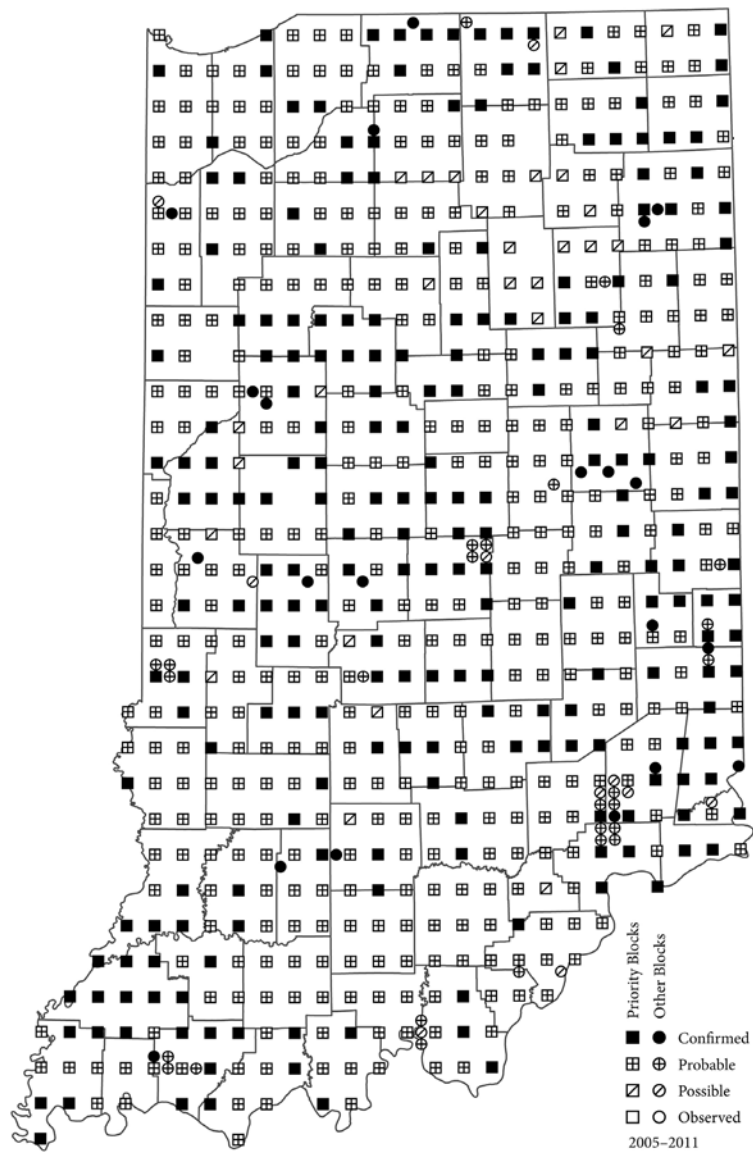 Priority Blocks
Other Blocks
Confirmed
Probable
Possible
Observed
2005–2011